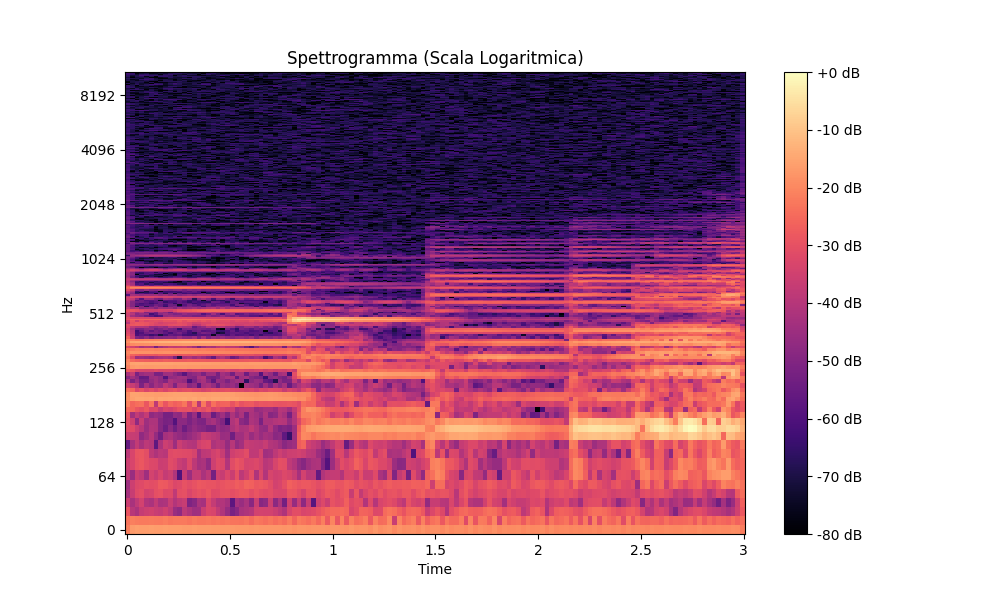 Spettrogramma (Scala Logaritmica)
8192
4096
2048
1024
512
256
128
64
0
Hz
0
0.5
1
1.5
2
2.5
3
Time
+0 dB
-10 dB
-20 dB
-30 dB
-40 dB
-50 dB
-60 dB
-70 dB
-80 dB